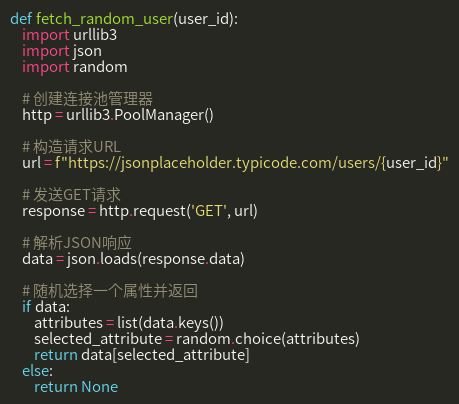 def fetch_random_user(user_id):
    import urllib3
    import json
    import random

    # 创建连接池管理器
    http = urllib3.PoolManager()

    # 构造请求URL
    url = f"https://jsonplaceholder.typicode.com/users/{user_id}"

    # 发送GET请求
    response = http.request('GET', url)

    # 解析JSON响应
    data = json.loads(response.data)

    # 随机选择一个属性并返回
    if data:
        attributes = list(data.keys())
        selected_attribute = random.choice(attributes)
        return data[selected_attribute]
    else:
        return None